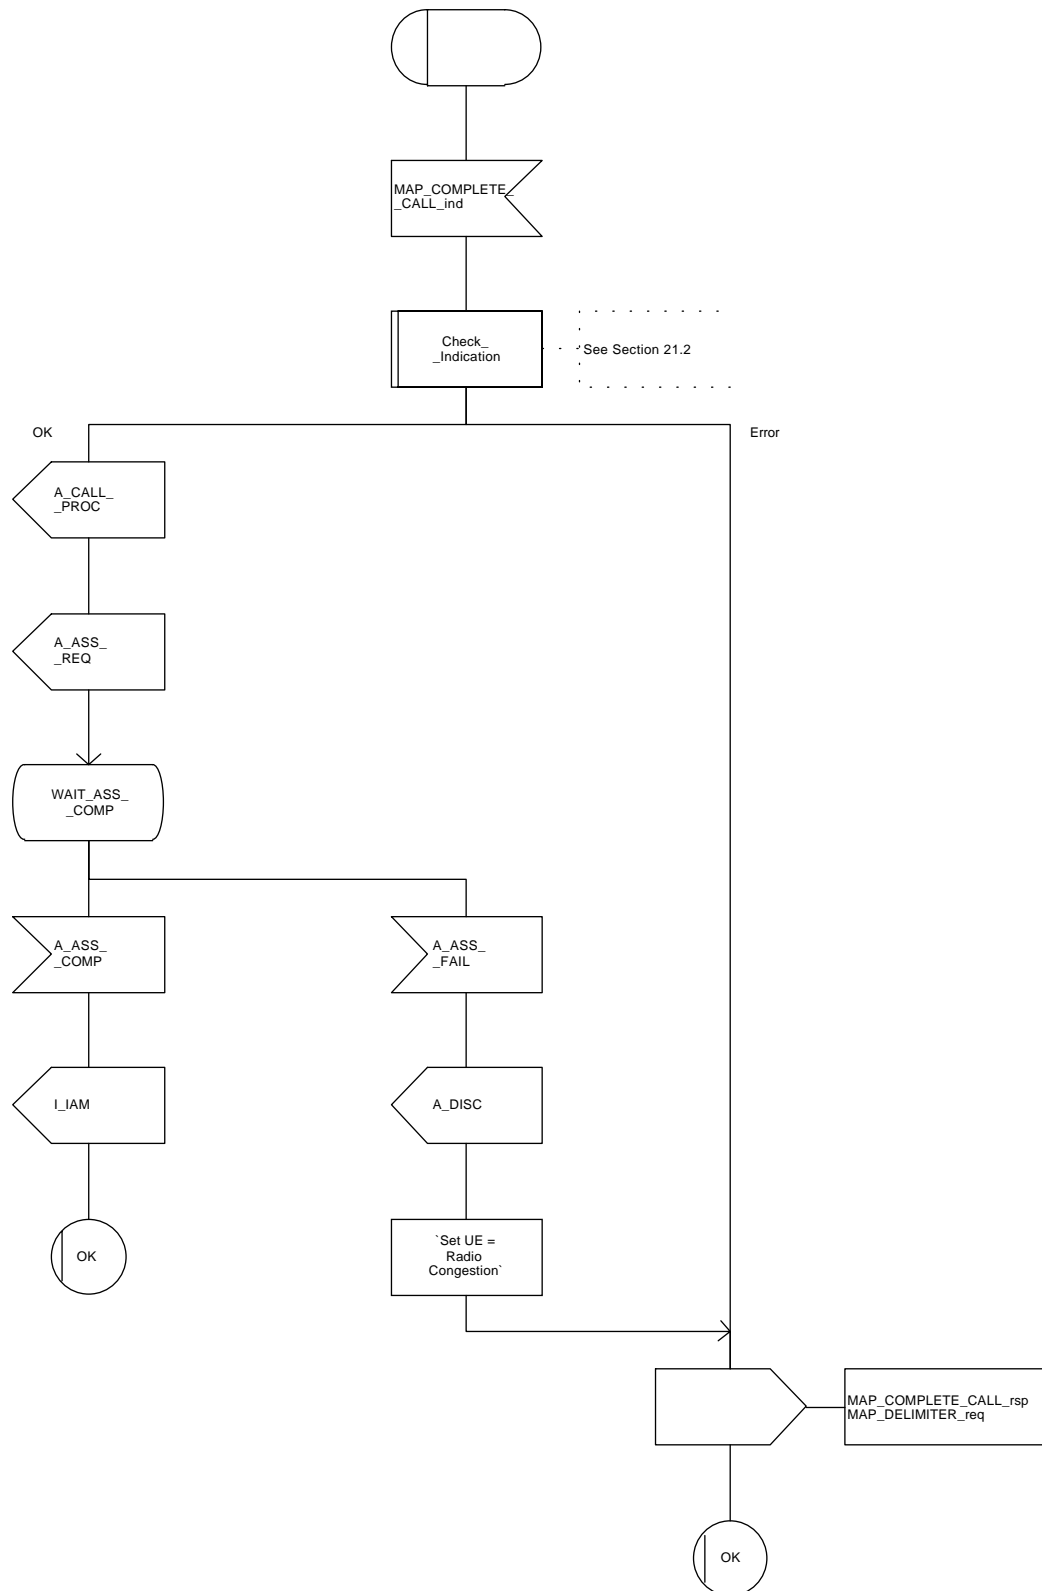 MAP_COMPLETE_
_CALL_ind
Check_
_Indication
See Section 21.2
OK
Error
A_CALL_
_PROC
A_ASS_
_REQ
WAIT_ASS_
_COMP
A_ASS_
_COMP
A_ASS_
_FAIL
I_IAM
A_DISC
OK
`Set UE =
Radio
Congestion`
MAP_COMPLETE_CALL_rsp
MAP_DELIMITER_req
OK